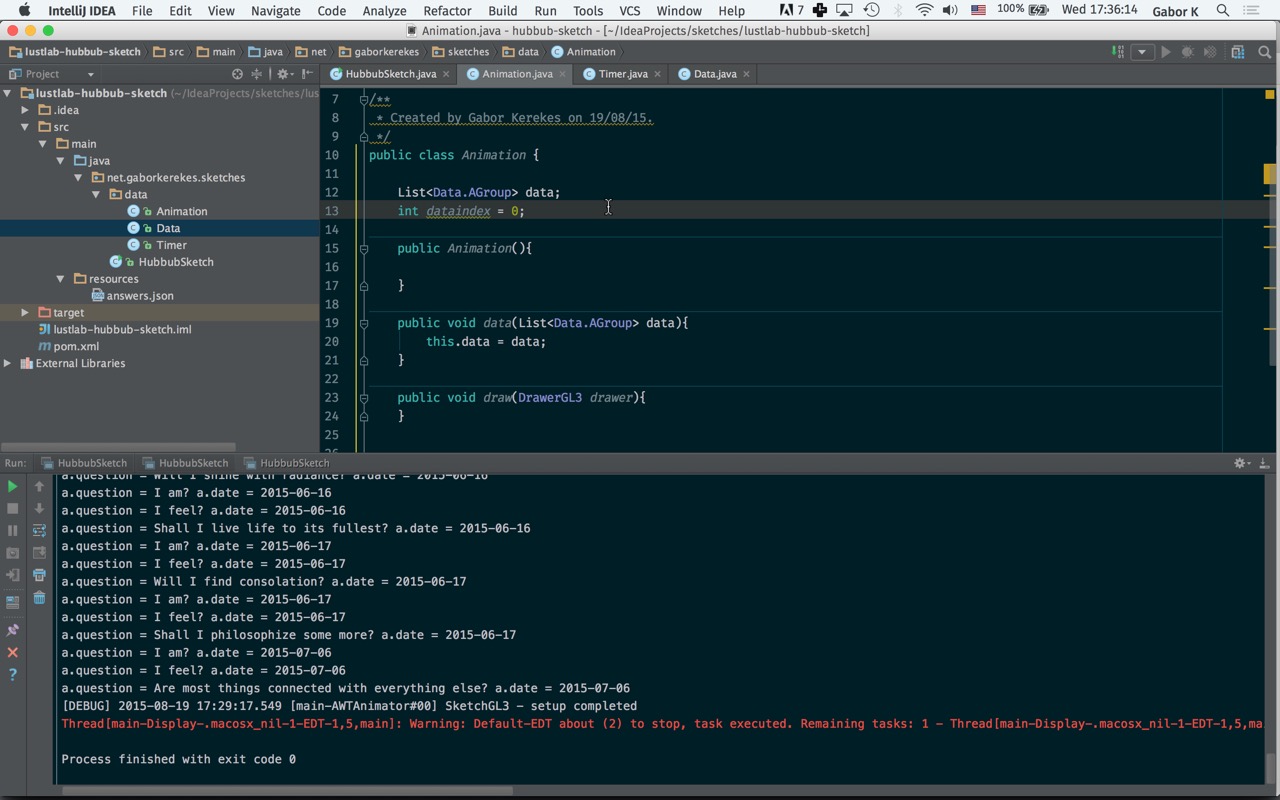 IntelliJ IDEA File Edit View Navigate Code Analyze Refactor Build Run Tools VCS Window Help 7 100% Wed 17:36:14 Gabor K
Animation.java - hubbub-sketch - [~/IdeaProjects/sketches/lustlab-hubbub-sketch]
lustlab-hubbub-sketch src main java net gaborkerekes sketches data Animation
Project
HubbubSketch.java Animation.java Timer.java Data.java
lustlab-hubbub-sketch (~/IdeaProjects/sketches/lus
.idea
src
main
java
net.gaborkerekes.sketches
data
Animation
Data
Timer
HubbubSketch
resources
answers.json
target
lustlab-hubbub-sketch.iml
pom.xml
External Libraries
7 /**
8 * Created by Gabor Kerekes on 19/08/15.
9 */
10 public class Animation {
11
12 List<Data.AGroup> data;
13 int dataindex = 0;
14
15 public Animation(){
16
17 }
18
19 public void data(List<Data.AGroup> data){
20 this.data = data;
21 }
22
23 public void draw(DrawerGL3 drawer){
24 }
25
Run: HubbubSketch HubbubSketch HubbubSketch
a.question = Will I shine with radiance? a.date = 2015-06-16
a.question = I am? a.date = 2015-06-16
a.question = I feel? a.date = 2015-06-16
a.question = Shall I live life to its fullest? a.date = 2015-06-16
a.question = I am? a.date = 2015-06-17
a.question = I feel? a.date = 2015-06-17
a.question = Will I find consolation? a.date = 2015-06-17
a.question = I am? a.date = 2015-06-17
a.question = I feel? a.date = 2015-06-17
a.question = Shall I philosophize some more? a.date = 2015-06-17
a.question = I am? a.date = 2015-07-06
a.question = I feel? a.date = 2015-07-06
a.question = Are most things connected with everything else? a.date = 2015-07-06
[DEBUG] 2015-08-19 17:29:17.549 [main-AWTAnimator#00] SketchGL3 - setup completed
Thread[main-Display-.macosx_nil-1-EDT-1,5,main]: Warning: Default-EDT about (2) to stop, task executed. Remaining tasks: 1 - Thread[main-Display-.macosx_nil-1-EDT-1,5,ma
Process finished with exit code 0